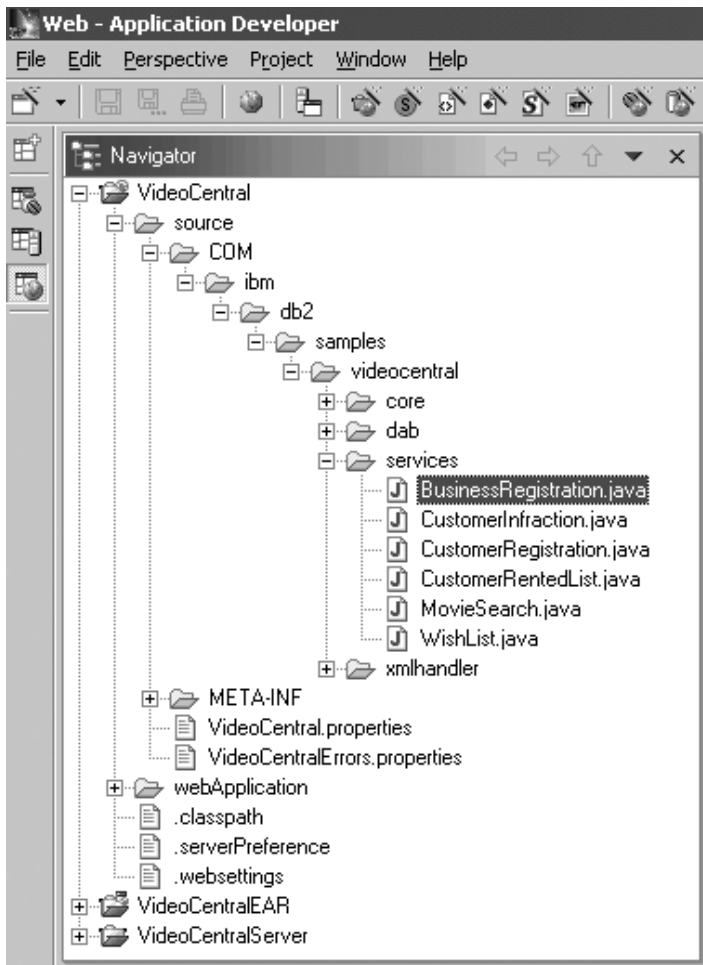 Web - Application Developer
File Edit Perspective Project Window Help
Navigator
VideoCentral
source
COM
ibm
db2
samples
videocentral
core
dab
services
BusinessRegistration.java
CustomerInfraction.java
CustomerRegistration.java
CustomerRentedList.java
MovieSearch.java
WishList.java
xmlhandler
META-INF
VideoCentral.properties
VideoCentralErrors.properties
webApplication
.classpath
.serverPreference
.websettings
VideoCentralEAR
VideoCentralServer